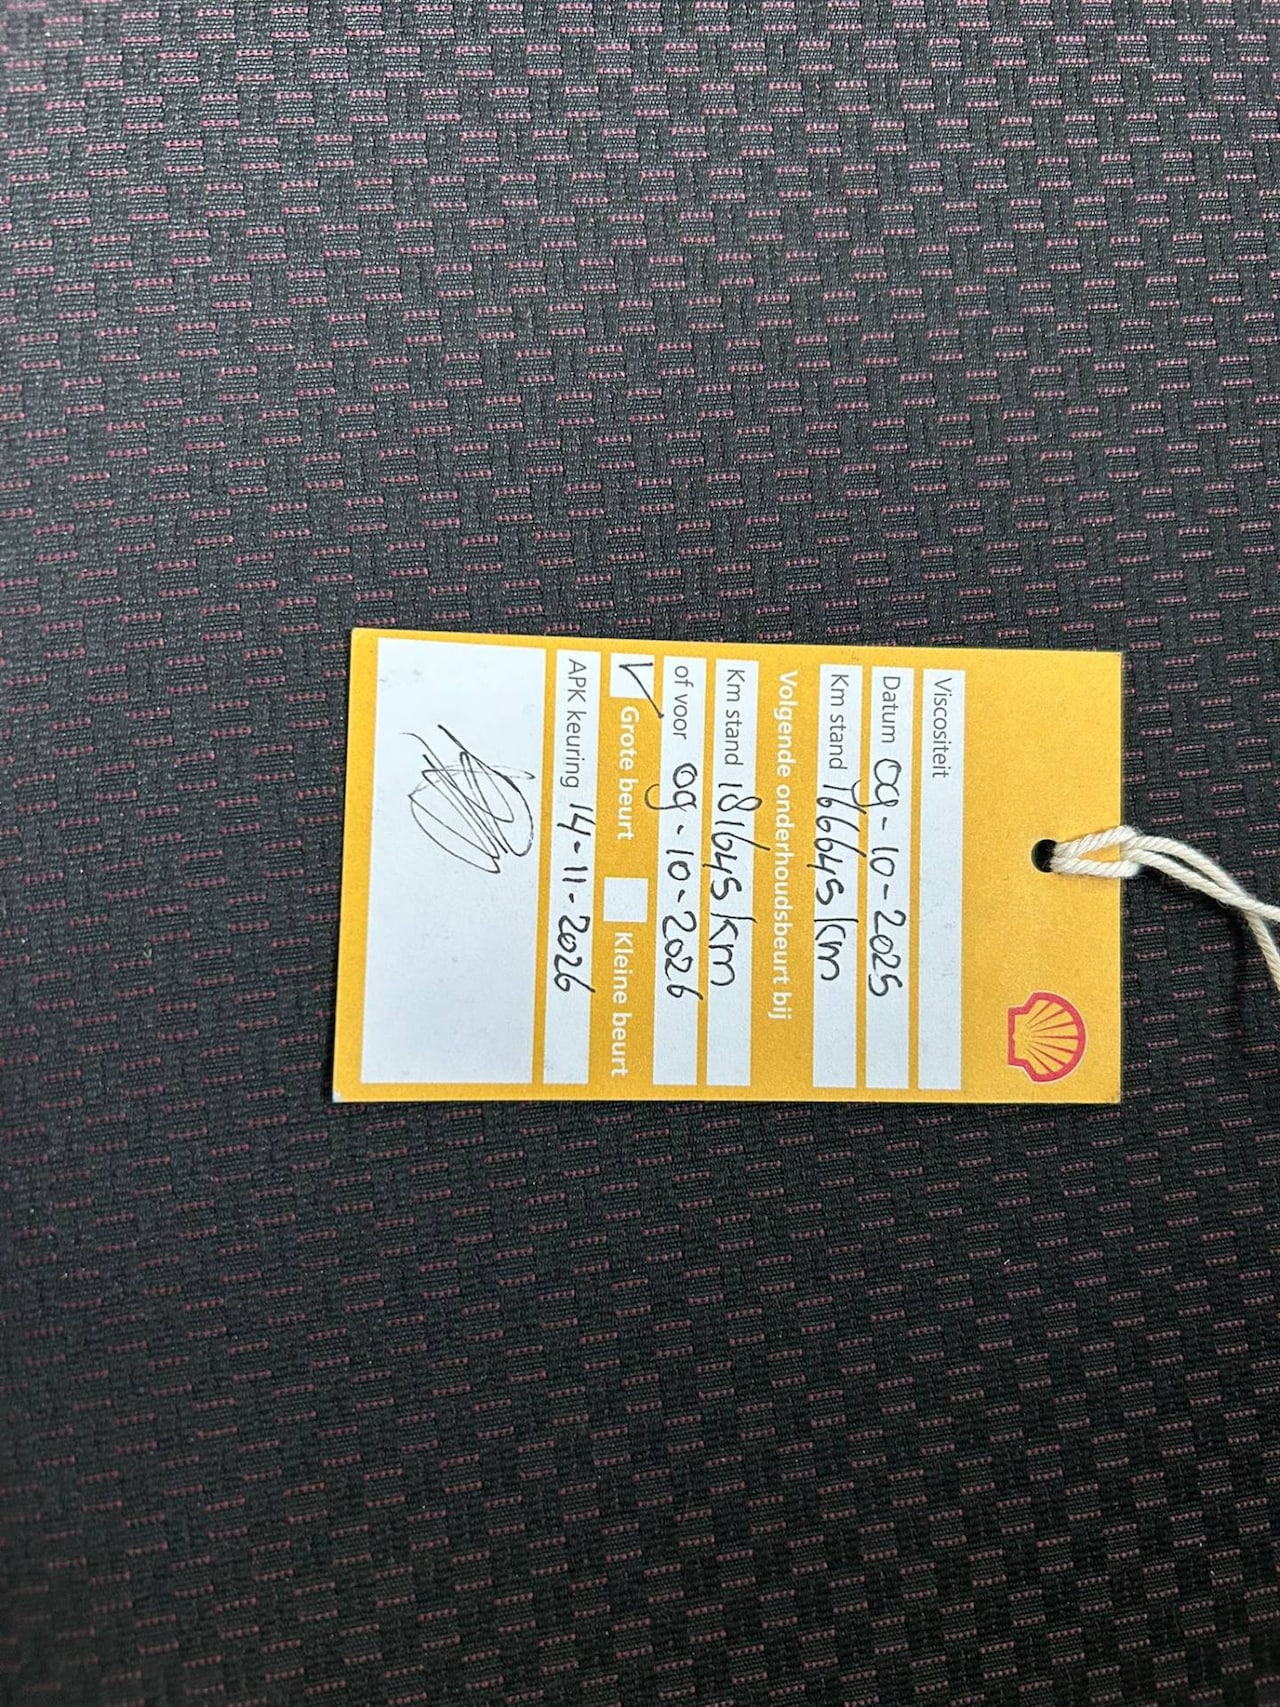 Viscositeit
Datum 09-10-2025
Km stand 166645 km
Volgende onderhoudsbeurt bij
Km stand 181645 km
of voor 09-10-2026
V Grote beurt Kleine beurt
APK keuring 14-11-2026